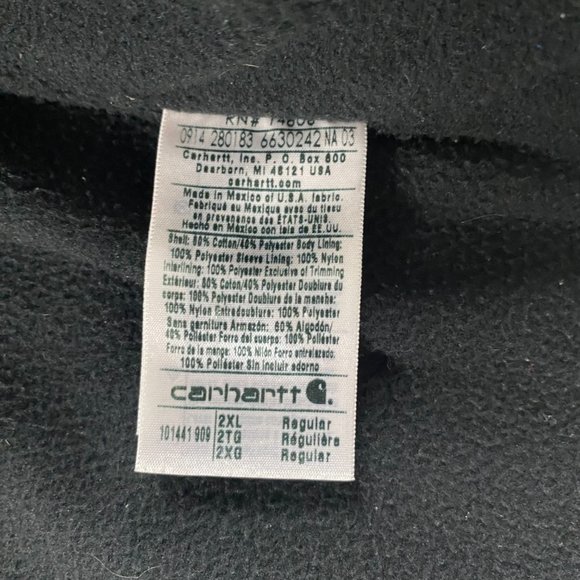 RN# 14806
0914 280183 6630242 NA 03
Carhartt, Inc. P. O. Box 600
Dearborn, MI 48121 USA
carhartt.com
Made in Mexico of U.S.A. fabric.
Fabriqué au Mexique avec du tissu
en provenances des ÉTATS-UNIS.
Hecho en México con tela de EE.UU.
Shell: 60% Cotton/40% Polyester Body Lining:
100% Polyester Sleeve Lining: 100% Nylon
Interlining: 100% Polyester Exclusive of Trimming
Extérieur: 60% Coton/40% Polyester Doublure du
corps: 100% Polyester Doublure de la manche:
100% Nylon Entredoublure: 100% Polyester
Sans garniture Armazón: 60% Algodón/
40% Poliéster Forro del cuerpo: 100% Poliéster
Forro de la manga: 100% Nilón Forro entrelazado:
100% Poliéster Sin incluir adorno
carhartt
101441 909
2XL Regular
2TG Régulière
2XG Regular